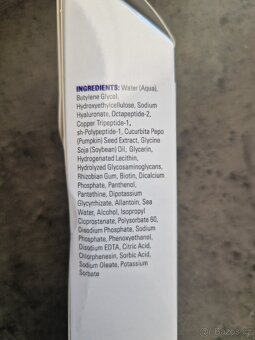 INGREDIENTS: Water (Aqua),
Butylene Glycol,
Hydroxyethylcellulose, Sodium
Hyaluronate, Octapeptide-2,
Copper Tripeptide-1,
sh-Polypeptide-1, Cucurbita Pepo
(Pumpkin) Seed Extract, Glycine
Soja (Soybean) Oil, Glycerin,
Hydrogenated Lecithin,
Hydrolyzed Glycosaminoglycans,
Rhizobian Gum, Biotin, Dicalcium
Phosphate, Panthenol,
Pantethine, Dipotassium
Glycyrrhizate, Allantoin, Sea
Water, Alcohol, Isopropyl
Cloprostenate, Polysorbate 60,
Disodium Phosphate, Sodium
Phosphate, Phenoxyethanol,
Disodium EDTA, Citric Acid,
Chlorphenesin, Sorbic Acid,
Sodium Oleate, Potassium
Sorbate